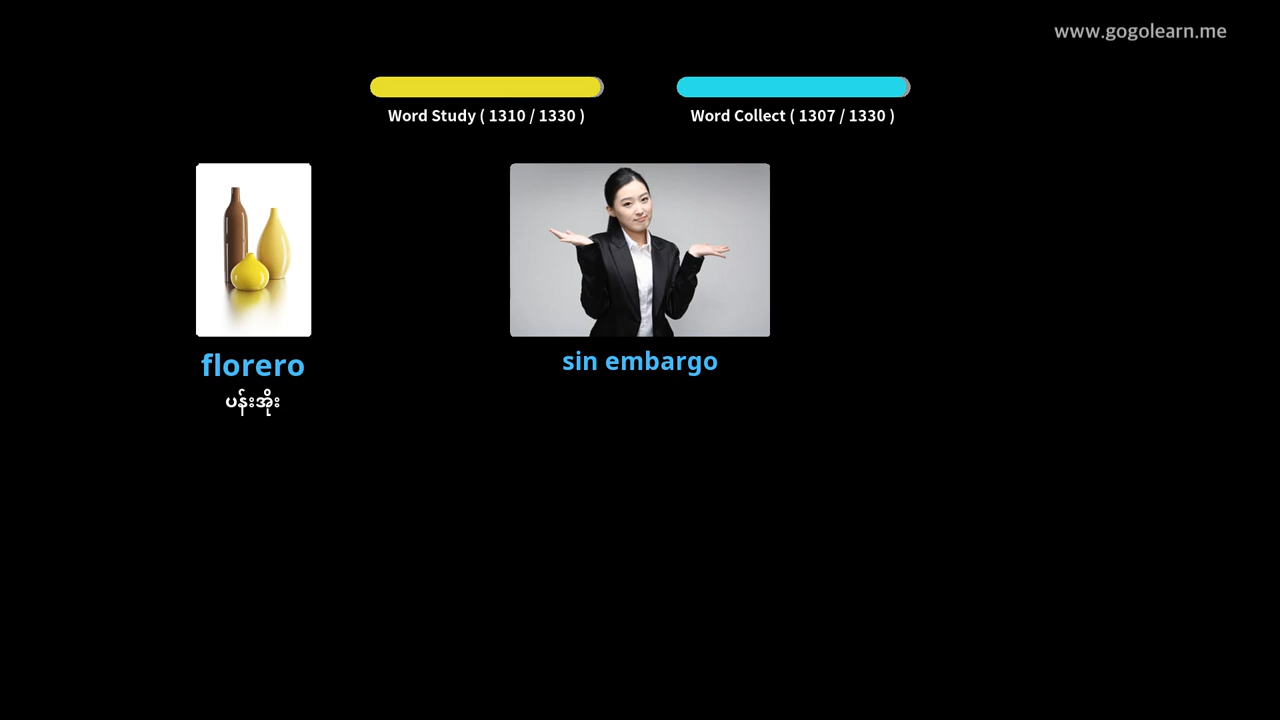 www.gogolearn.me
Word Study ( 1310 / 1330 )
Word Collect ( 1307 / 1330 )
florero
ပန်းအိုး
sin embargo